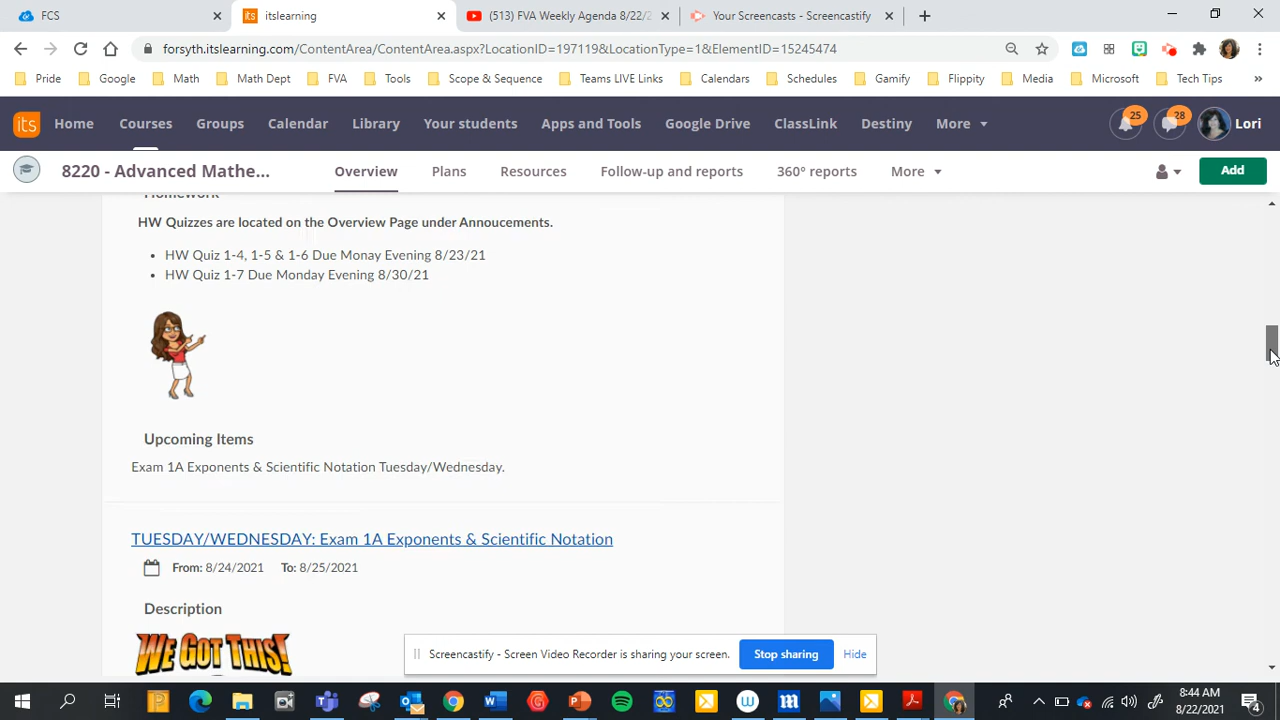 FCS
itslearning
(513) FVA Weekly Agenda 8/22/2
Your Screencasts - Screencastify
forsyth.itslearning.com/ContentArea/ContentArea.aspx?LocationID=197119&LocationType=1&ElementID=15245474
Pride Google Math Math Dept FVA Tools Scope & Sequence Teams LIVE Links Calendars Schedules Gamify Flippity Media Microsoft Tech Tips »
its Home Courses Groups Calendar Library Your students Apps and Tools Google Drive ClassLink Destiny More 25 28 Lori
8220 - Advanced Mathe... Overview Plans Resources Follow-up and reports 360° reports More Add
Homework
HW Quizzes are located on the Overview Page under Annoucements.
• HW Quiz 1-4, 1-5 & 1-6 Due Monay Evening 8/23/21
• HW Quiz 1-7 Due Monday Evening 8/30/21
Upcoming Items
Exam 1A Exponents & Scientific Notation Tuesday/Wednesday.
TUESDAY/WEDNESDAY: Exam 1A Exponents & Scientific Notation
From: 8/24/2021 To: 8/25/2021
Description
WE GOT THIS!
Screencastify - Screen Video Recorder is sharing your screen. Stop sharing Hide
8:44 AM
8/22/2021
4